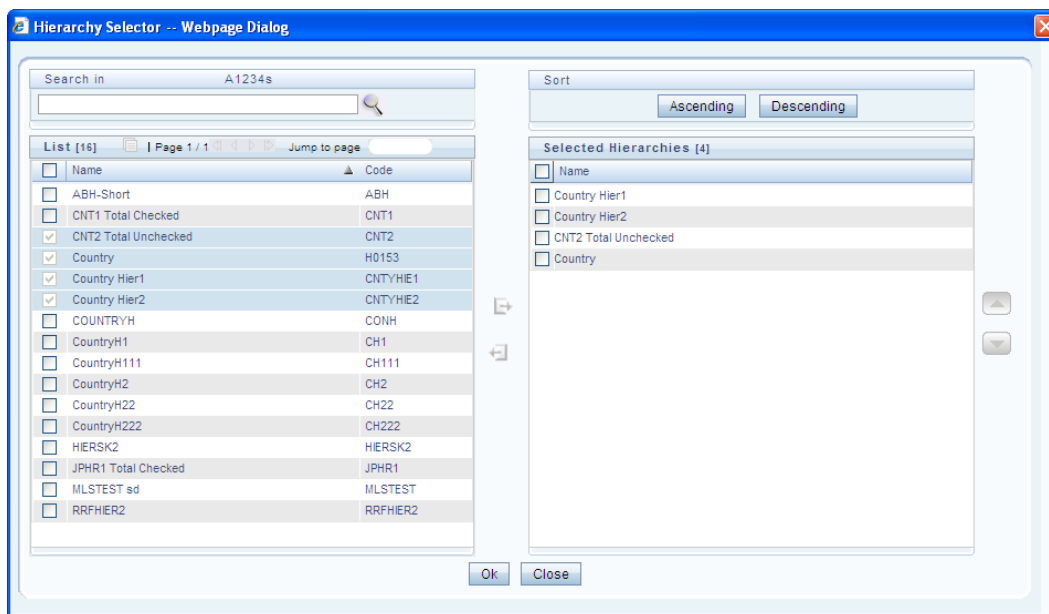 Hierarchy Selector -- Webpage Dialog
Search in A1234s
Sort
Ascending Descending
List [16] | Page 1 / 1 Jump to page
Selected Hierarchies [4]
Name Code
Name
ABH-Short ABH
Country Hier1
CNT1 Total Checked CNT1
Country Hier2
CNT2 Total Unchecked CNT2
CNT2 Total Unchecked
Country H0153
Country
Country Hier1 CNTYHIE1
Country Hier2 CNTYHIE2
COUNTRYH CONH
CountryH1 CH1
CountryH111 CH111
CountryH2 CH2
CountryH22 CH22
CountryH222 CH222
HIERSK2 HIERSK2
JPHR1 Total Checked JPHR1
MLSTEST sd MLSTEST
RRFHIER2 RRFHIER2
Ok Close